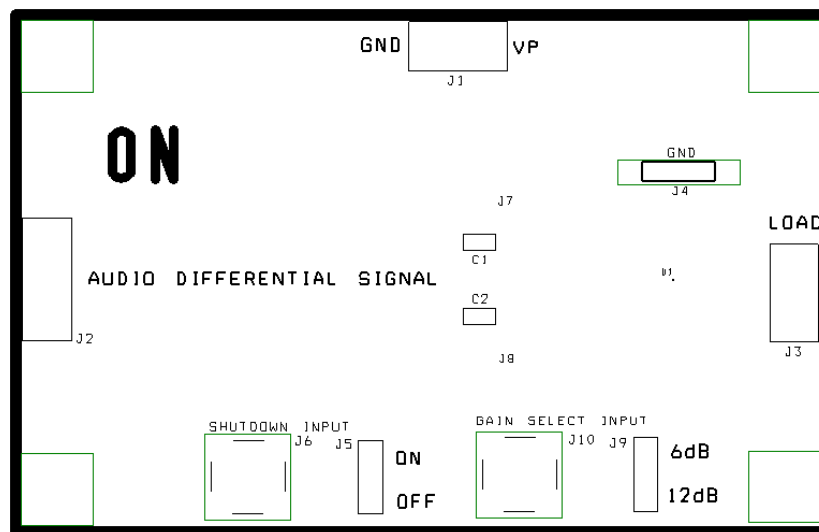 GND VP
J1
ON
GND
J4
J7
LOAD
C1
AUDIO DIFFERENTIAL SIGNAL
C2
J2
J3
J8
SHUTDOWN INPUT
J6 J5
ON
OFF
GAIN SELECT INPUT
J10 J9
6dB
12dB